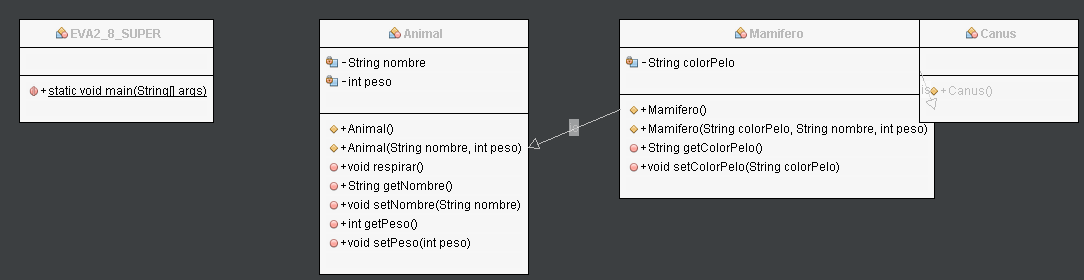 EVA2_8_SUPER
+ static void main(String[] args)
Animal
- String nombre
- int peso
+ Animal()
+ Animal(String nombre, int peso)
+ void respirar()
+ String getNombre()
+ void setNombre(String nombre)
+ int getPeso()
+ void setPeso(int peso)
Mamifero
- String colorPelo
+ Mamifero()
+ Mamifero(String colorPelo, String nombre, int peso)
+ String getColorPelo()
+ void setColorPelo(String colorPelo)
Canus
+ Canus()